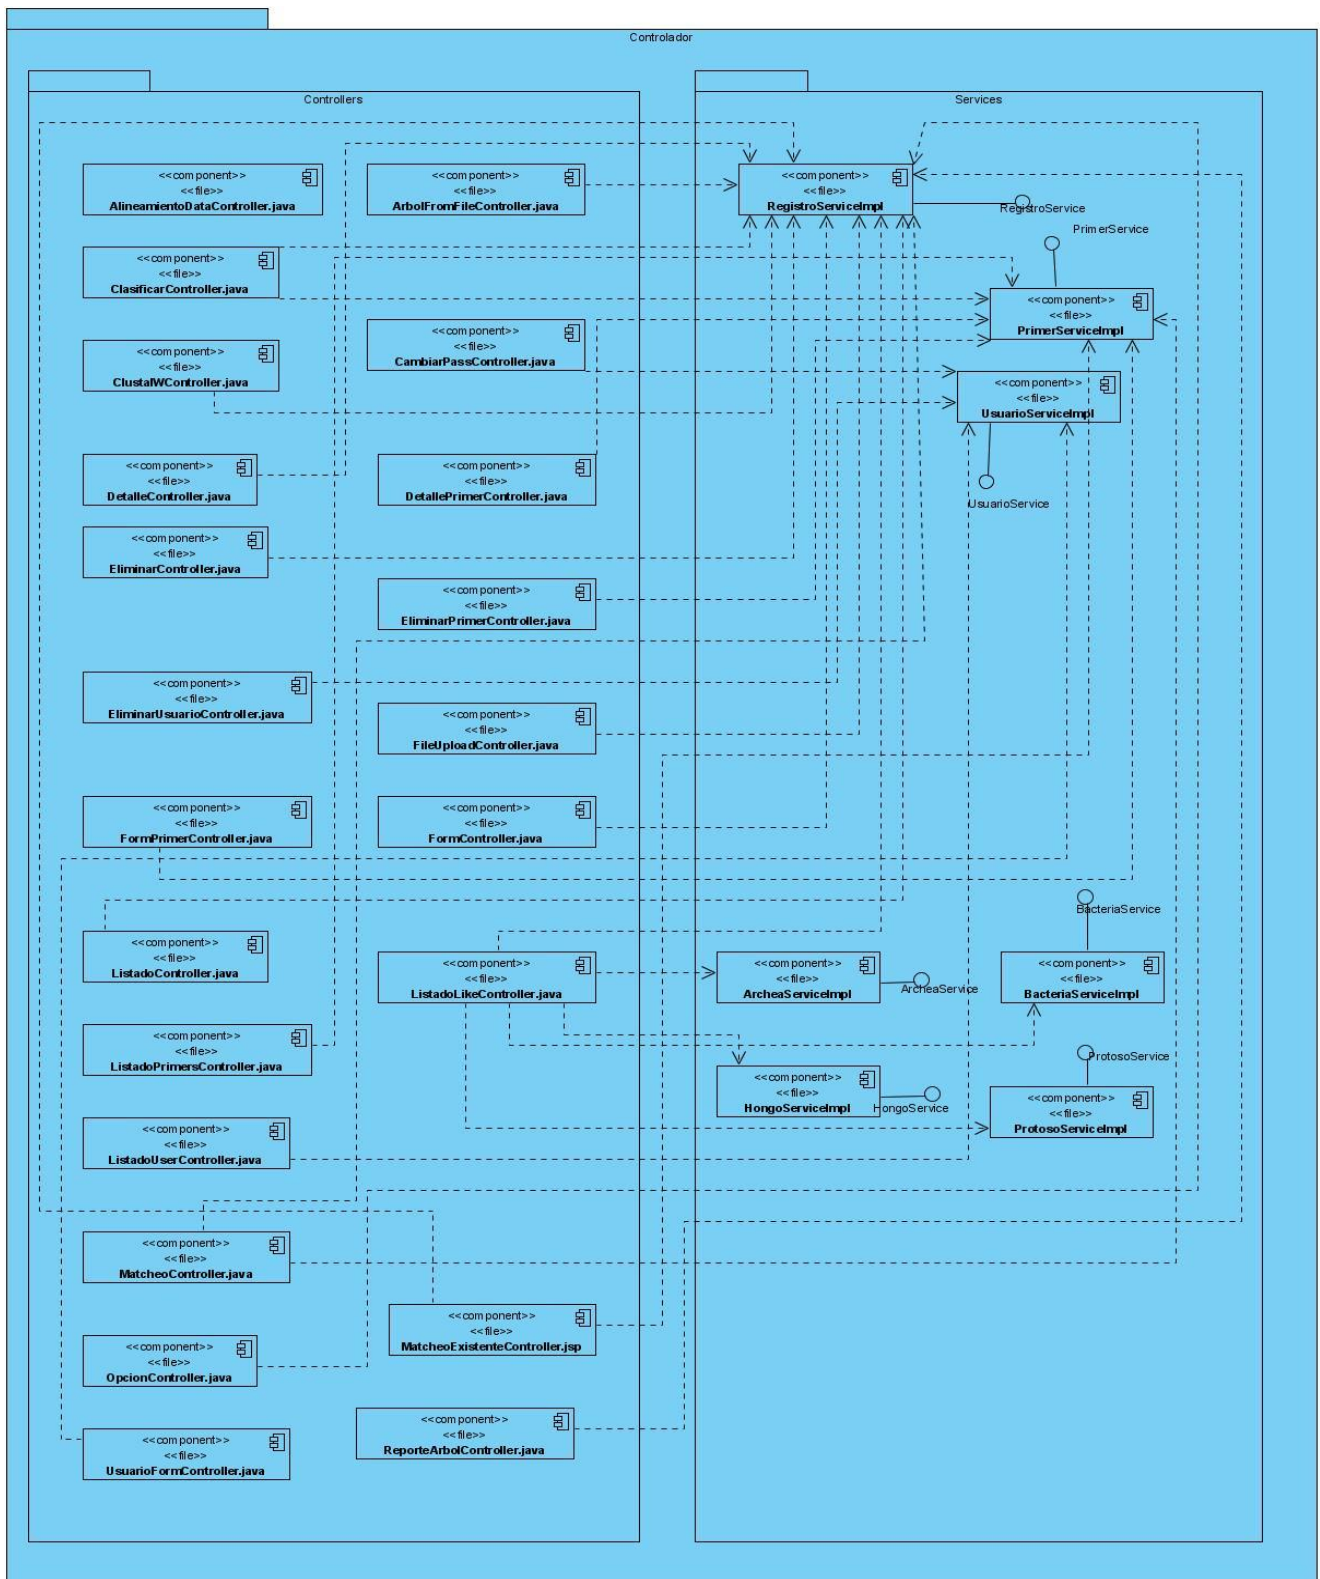 Controlador
Controllers
<<component>>
<<file>>
AlineamientoDataController.java
<<component>>
<<file>>
ArbolFromFileController.java
<<component>>
<<file>>
ClasificarController.java
<<component>>
<<file>>
CambiarPassController.java
<<component>>
<<file>>
ClustalWController.java
<<component>>
<<file>>
DetalleController.java
<<component>>
<<file>>
DetallePrimerController.java
<<component>>
<<file>>
EliminarController.java
<<component>>
<<file>>
EliminarPrimerController.java
<<component>>
<<file>>
EliminarUsuarioController.java
<<component>>
<<file>>
FileUploadController.java
<<component>>
<<file>>
FormPrimerController.java
<<component>>
<<file>>
FormController.java
<<component>>
<<file>>
ListadoController.java
<<component>>
<<file>>
ListadoLikeController.java
<<component>>
<<file>>
ListadoPrimersController.java
<<component>>
<<file>>
ListadoUserController.java
<<component>>
<<file>>
MatcheoController.java
<<component>>
<<file>>
MatcheoExistenteController.jsp
<<component>>
<<file>>
OpcionController.java
<<component>>
<<file>>
ReporteArbolController.java
<<component>>
<<file>>
UsuarioFormController.java
Services
<<component>>
<<file>>
RegistroServiceImpl
RegistroService
PrimerService
<<component>>
<<file>>
PrimerServiceImpl
<<component>>
<<file>>
UsuarioServiceImpl
UsuarioService
BacteriaService
<<component>>
<<file>>
ArcheaServiceImpl
ArcheaService
<<component>>
<<file>>
BacteriaServiceImpl
ProtosoService
<<component>>
<<file>>
HongoServiceImpl
HongoService
<<component>>
<<file>>
ProtosoServiceImpl